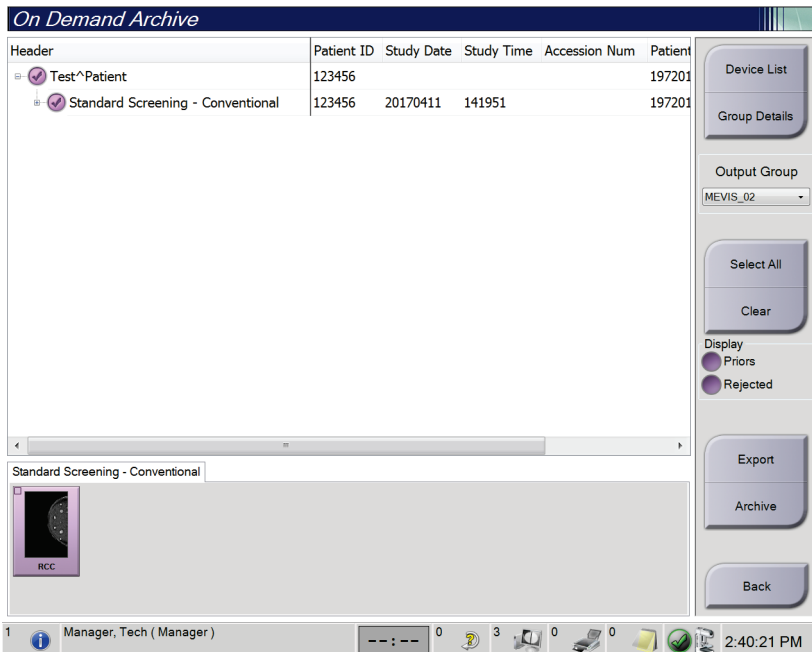 On Demand Archive
Header Patient ID Study Date Study Time Accession Num Patient
Test^Patient 123456 197201
Standard Screening - Conventional 123456 20170411 141951 197201
Device List
Group Details
Output Group
MEVIS_02
Select All
Clear
Display
Priors
Rejected
Export
Archive
Back
Standard Screening - Conventional
RCC
1 Manager, Tech ( Manager ) --:-- 0 3 0 0 2:40:21 PM